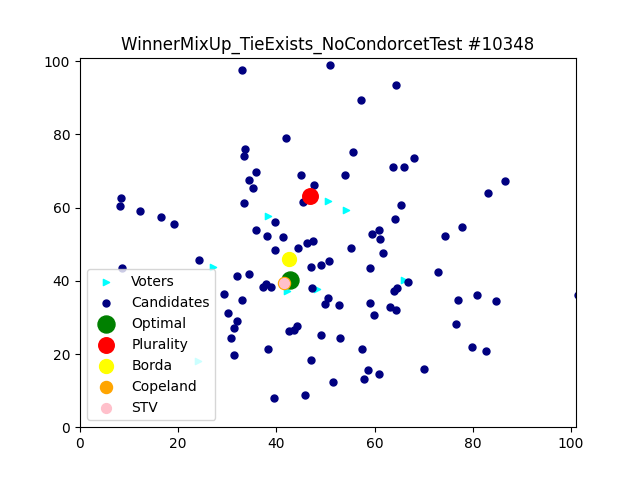 WinnerMixUp_TieExists_NoCondorcetTest #10348
100
80
60
40
20
0
Voters
Candidates
Optimal
Plurality
Borda
Copeland
STV
0 20 40 60 80 100